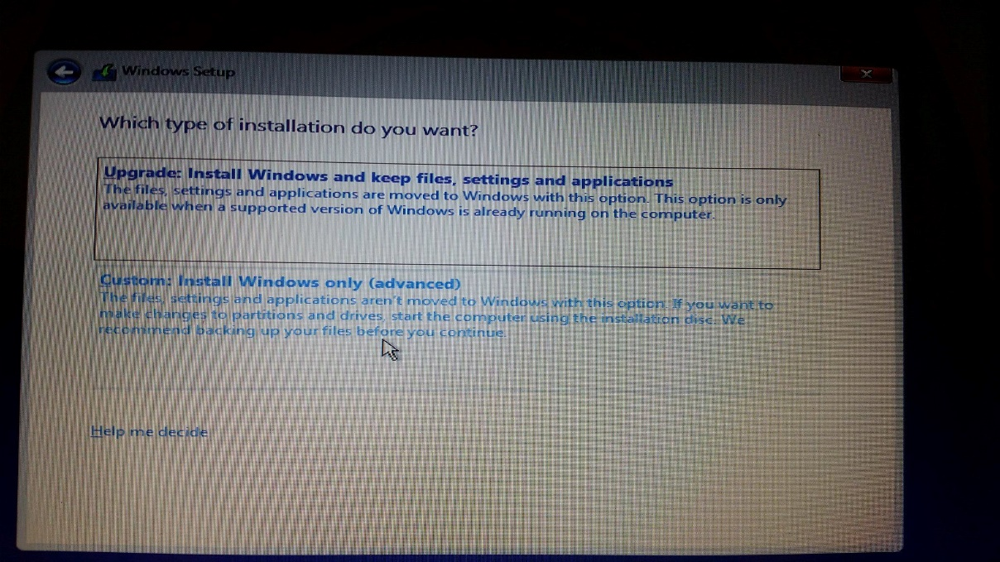 Windows Setup
Which type of installation do you want?
Upgrade: Install Windows and keep files, settings and applications
The files, settings and applications are moved to Windows with this option. This option is only
available when a supported version of Windows is already running on the computer.
Custom: Install Windows only (advanced)
The files, settings and applications aren't moved to Windows with this option. If you want to
make changes to partitions and drives, start the computer using the installation disc. We
recommend backing up your files before you continue.
Help me decide